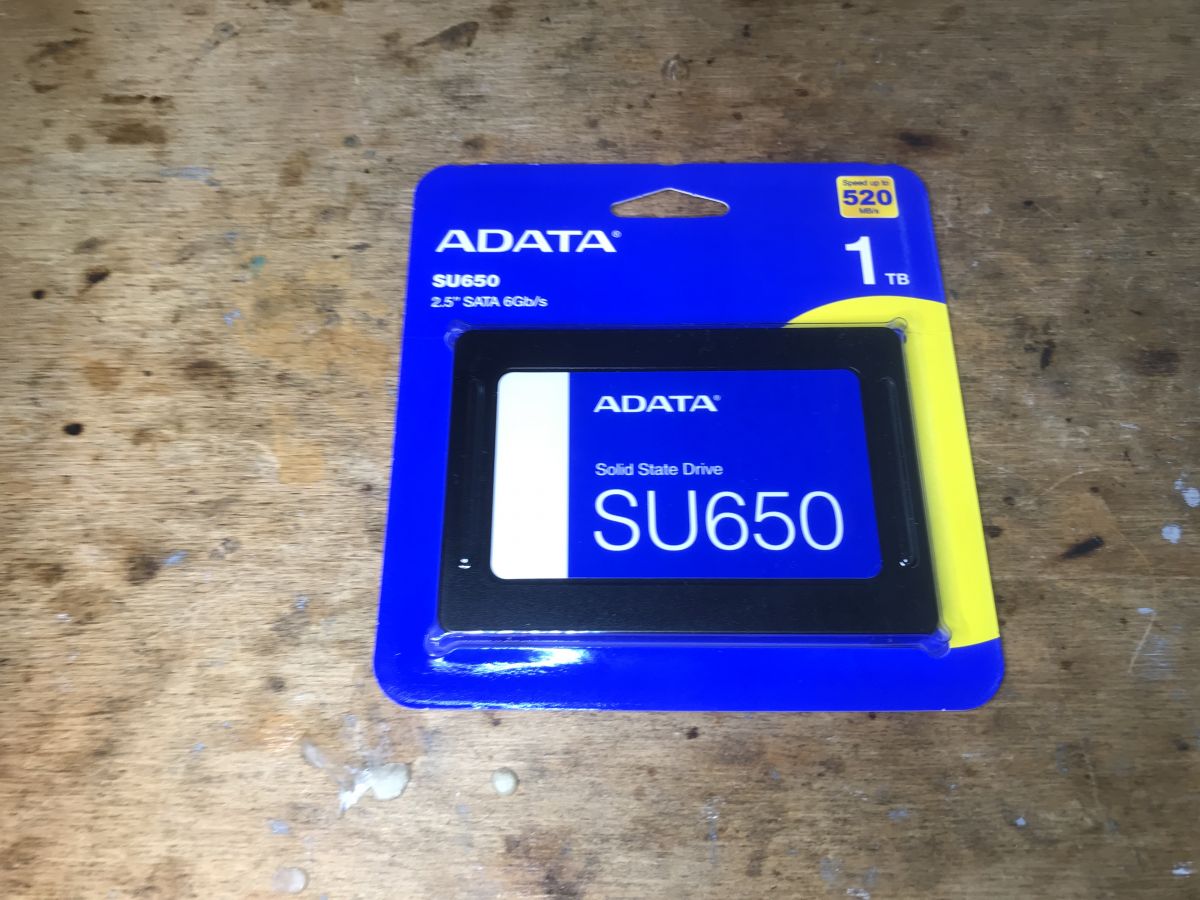 Speed up to
520
MB/s
ADATA®
1 TB
SU650
2.5" SATA 6Gb/s
ADATA®
Solid State Drive
SU650